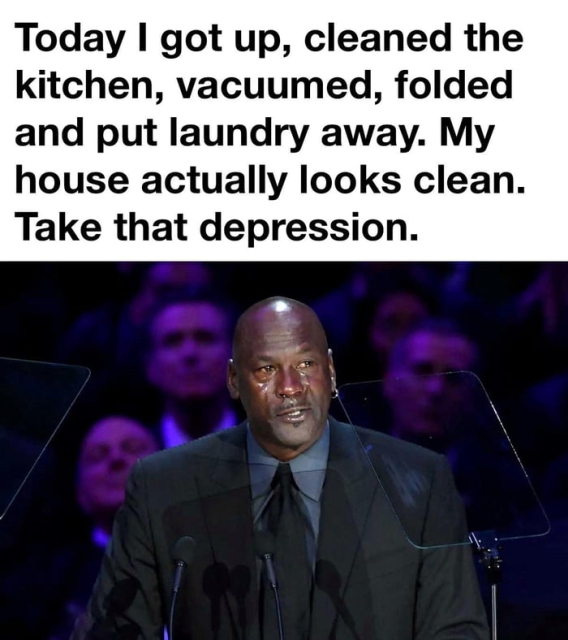 Today I got up, cleaned the
kitchen, vacuumed, folded
and put laundry away. My
house actually looks clean.
Take that depression.